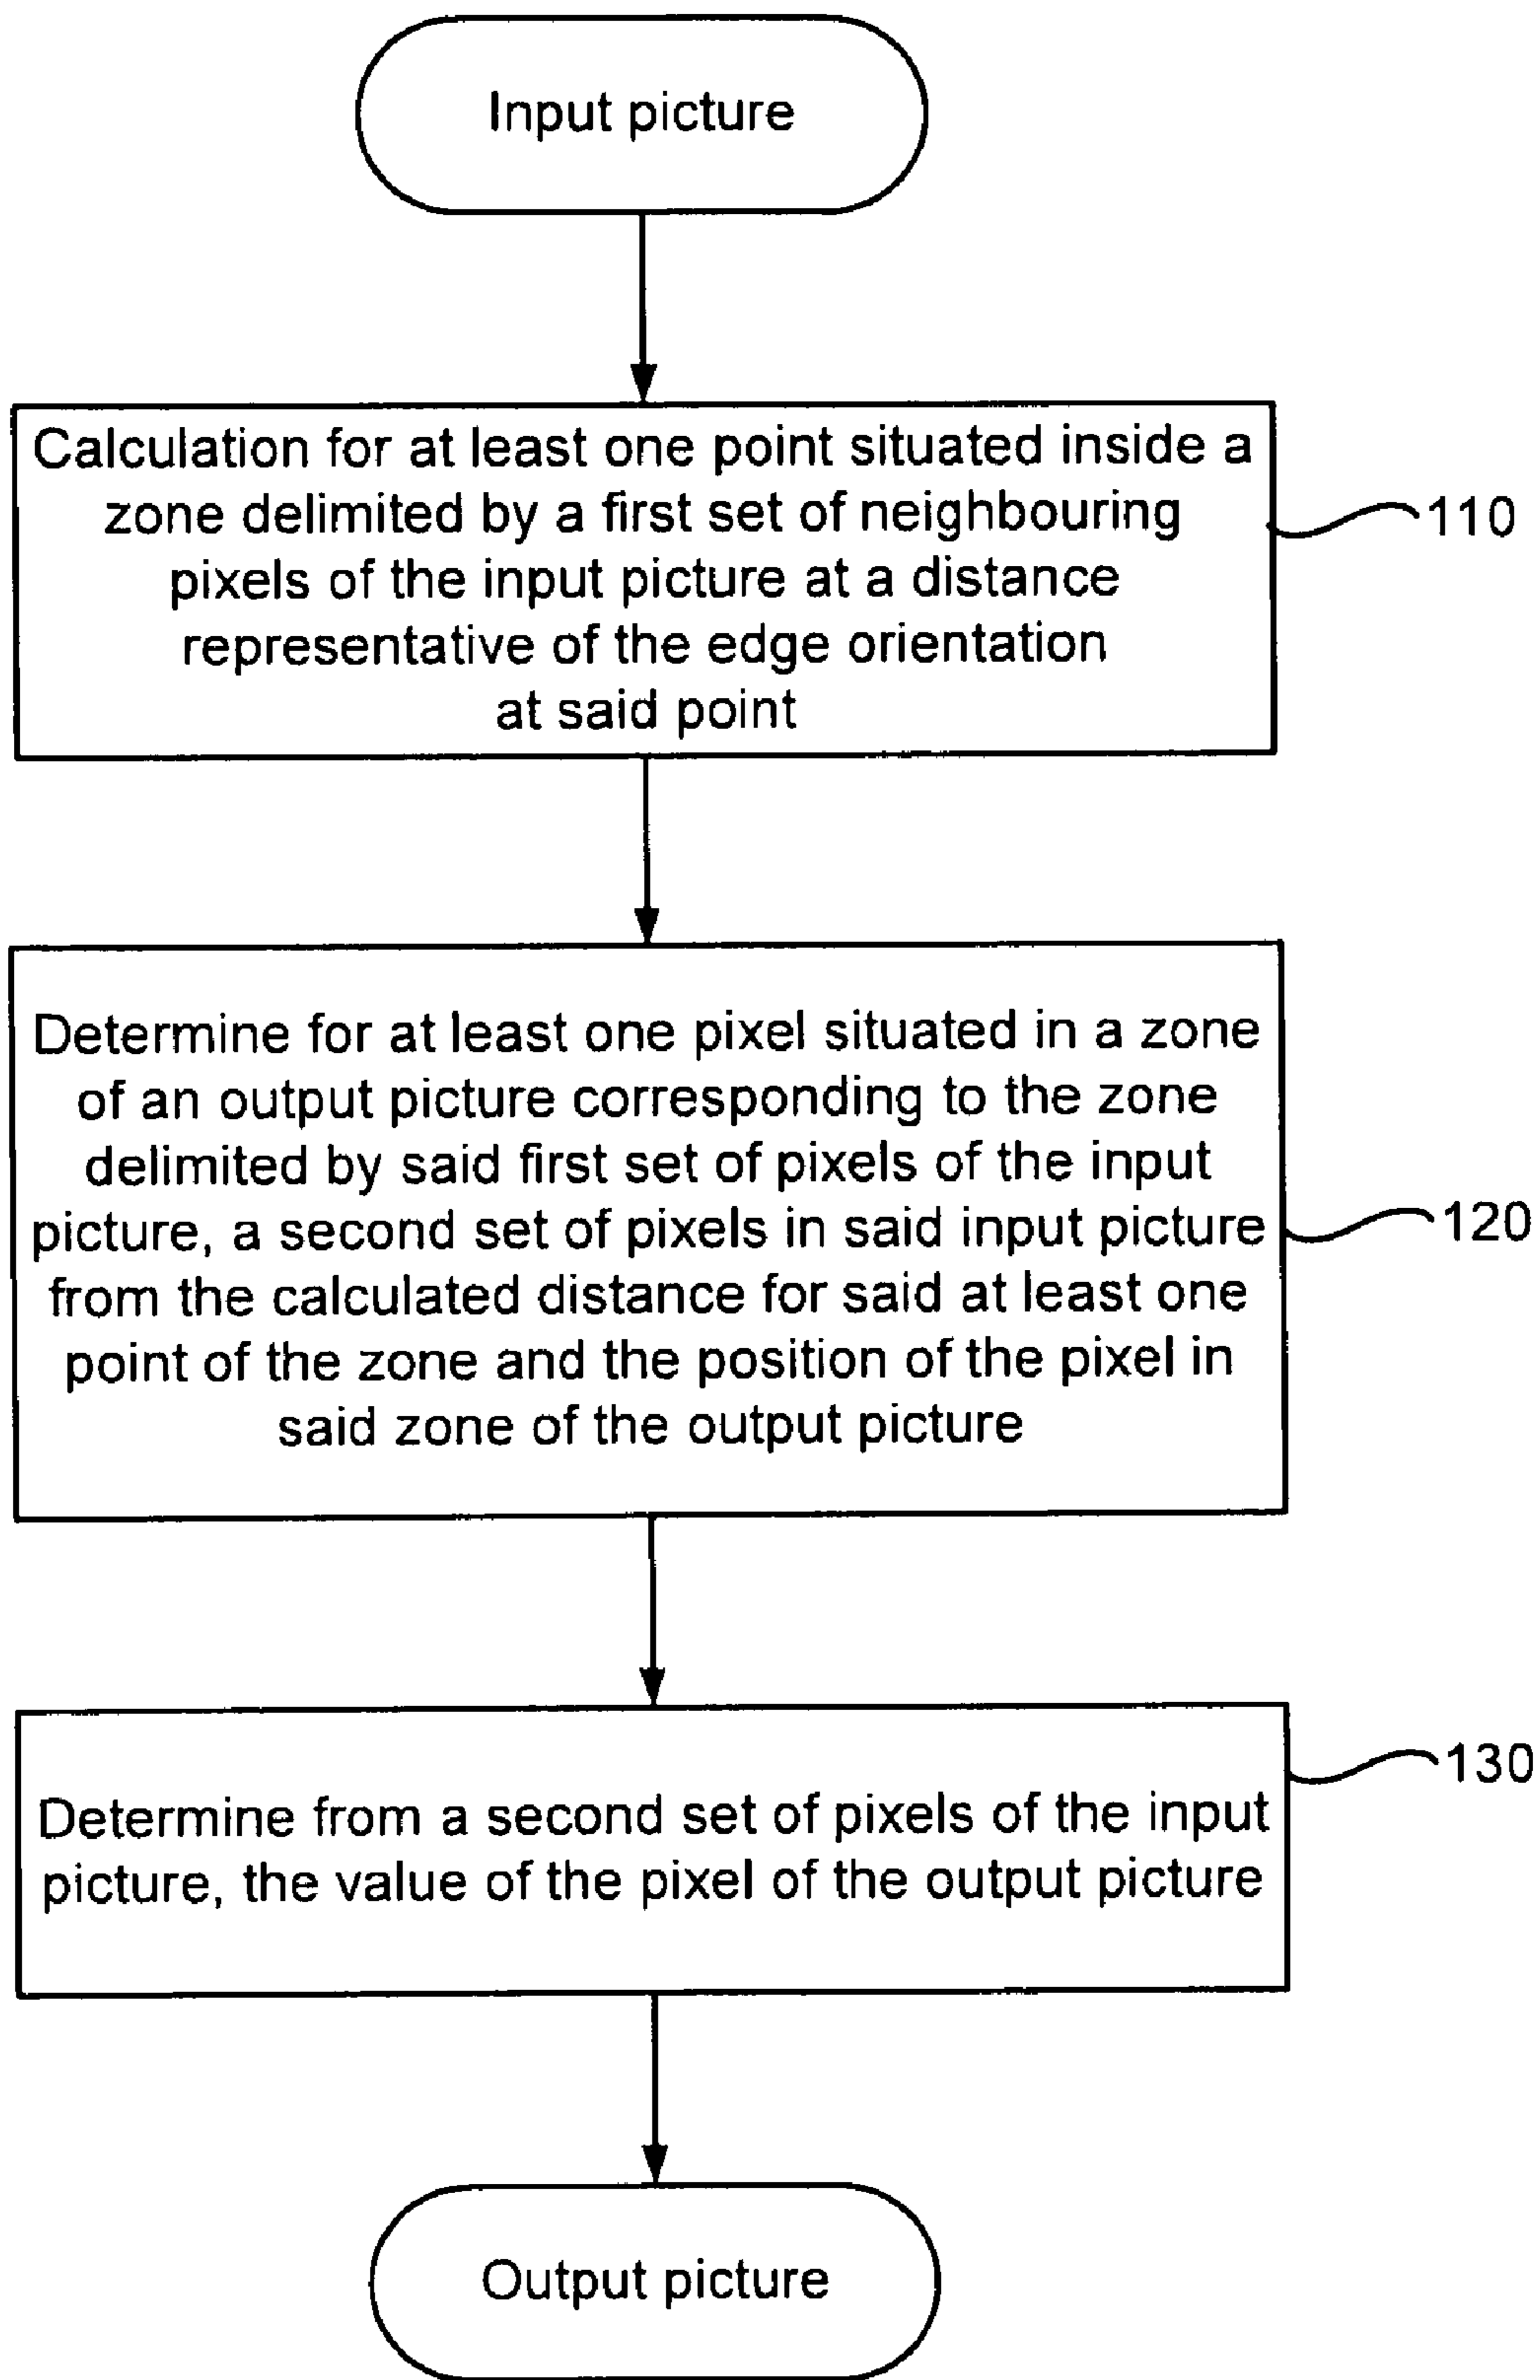 Input picture
Calculation for at least one point situated inside a
zone delimited by a first set of neighbouring
pixels of the input picture at a distance
representative of the edge orientation
at said point
110
Determine for at least one pixel situated in a zone
of an output picture corresponding to the zone
delimited by said first set of pixels of the input
picture, a second set of pixels in said input picture
from the calculated distance for said at least one
point of the zone and the position of the pixel in
said zone of the output picture
120
Determine from a second set of pixels of the input
picture, the value of the pixel of the output picture
130
Output picture